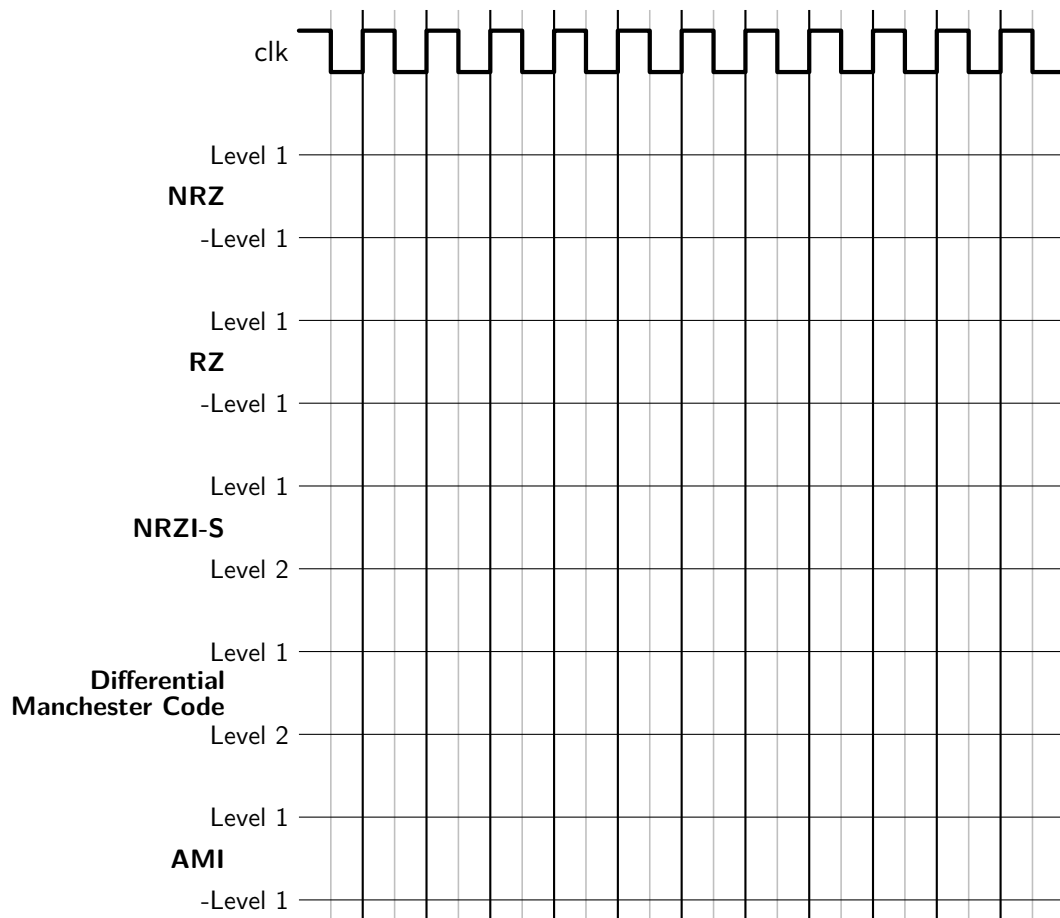 clk
Level 1
NRZ
-Level 1
Level 1
RZ
-Level 1
Level 1
NRZI-S
Level 2
Level 1
Differential
Manchester Code
Level 2
Level 1
AMI
-Level 1